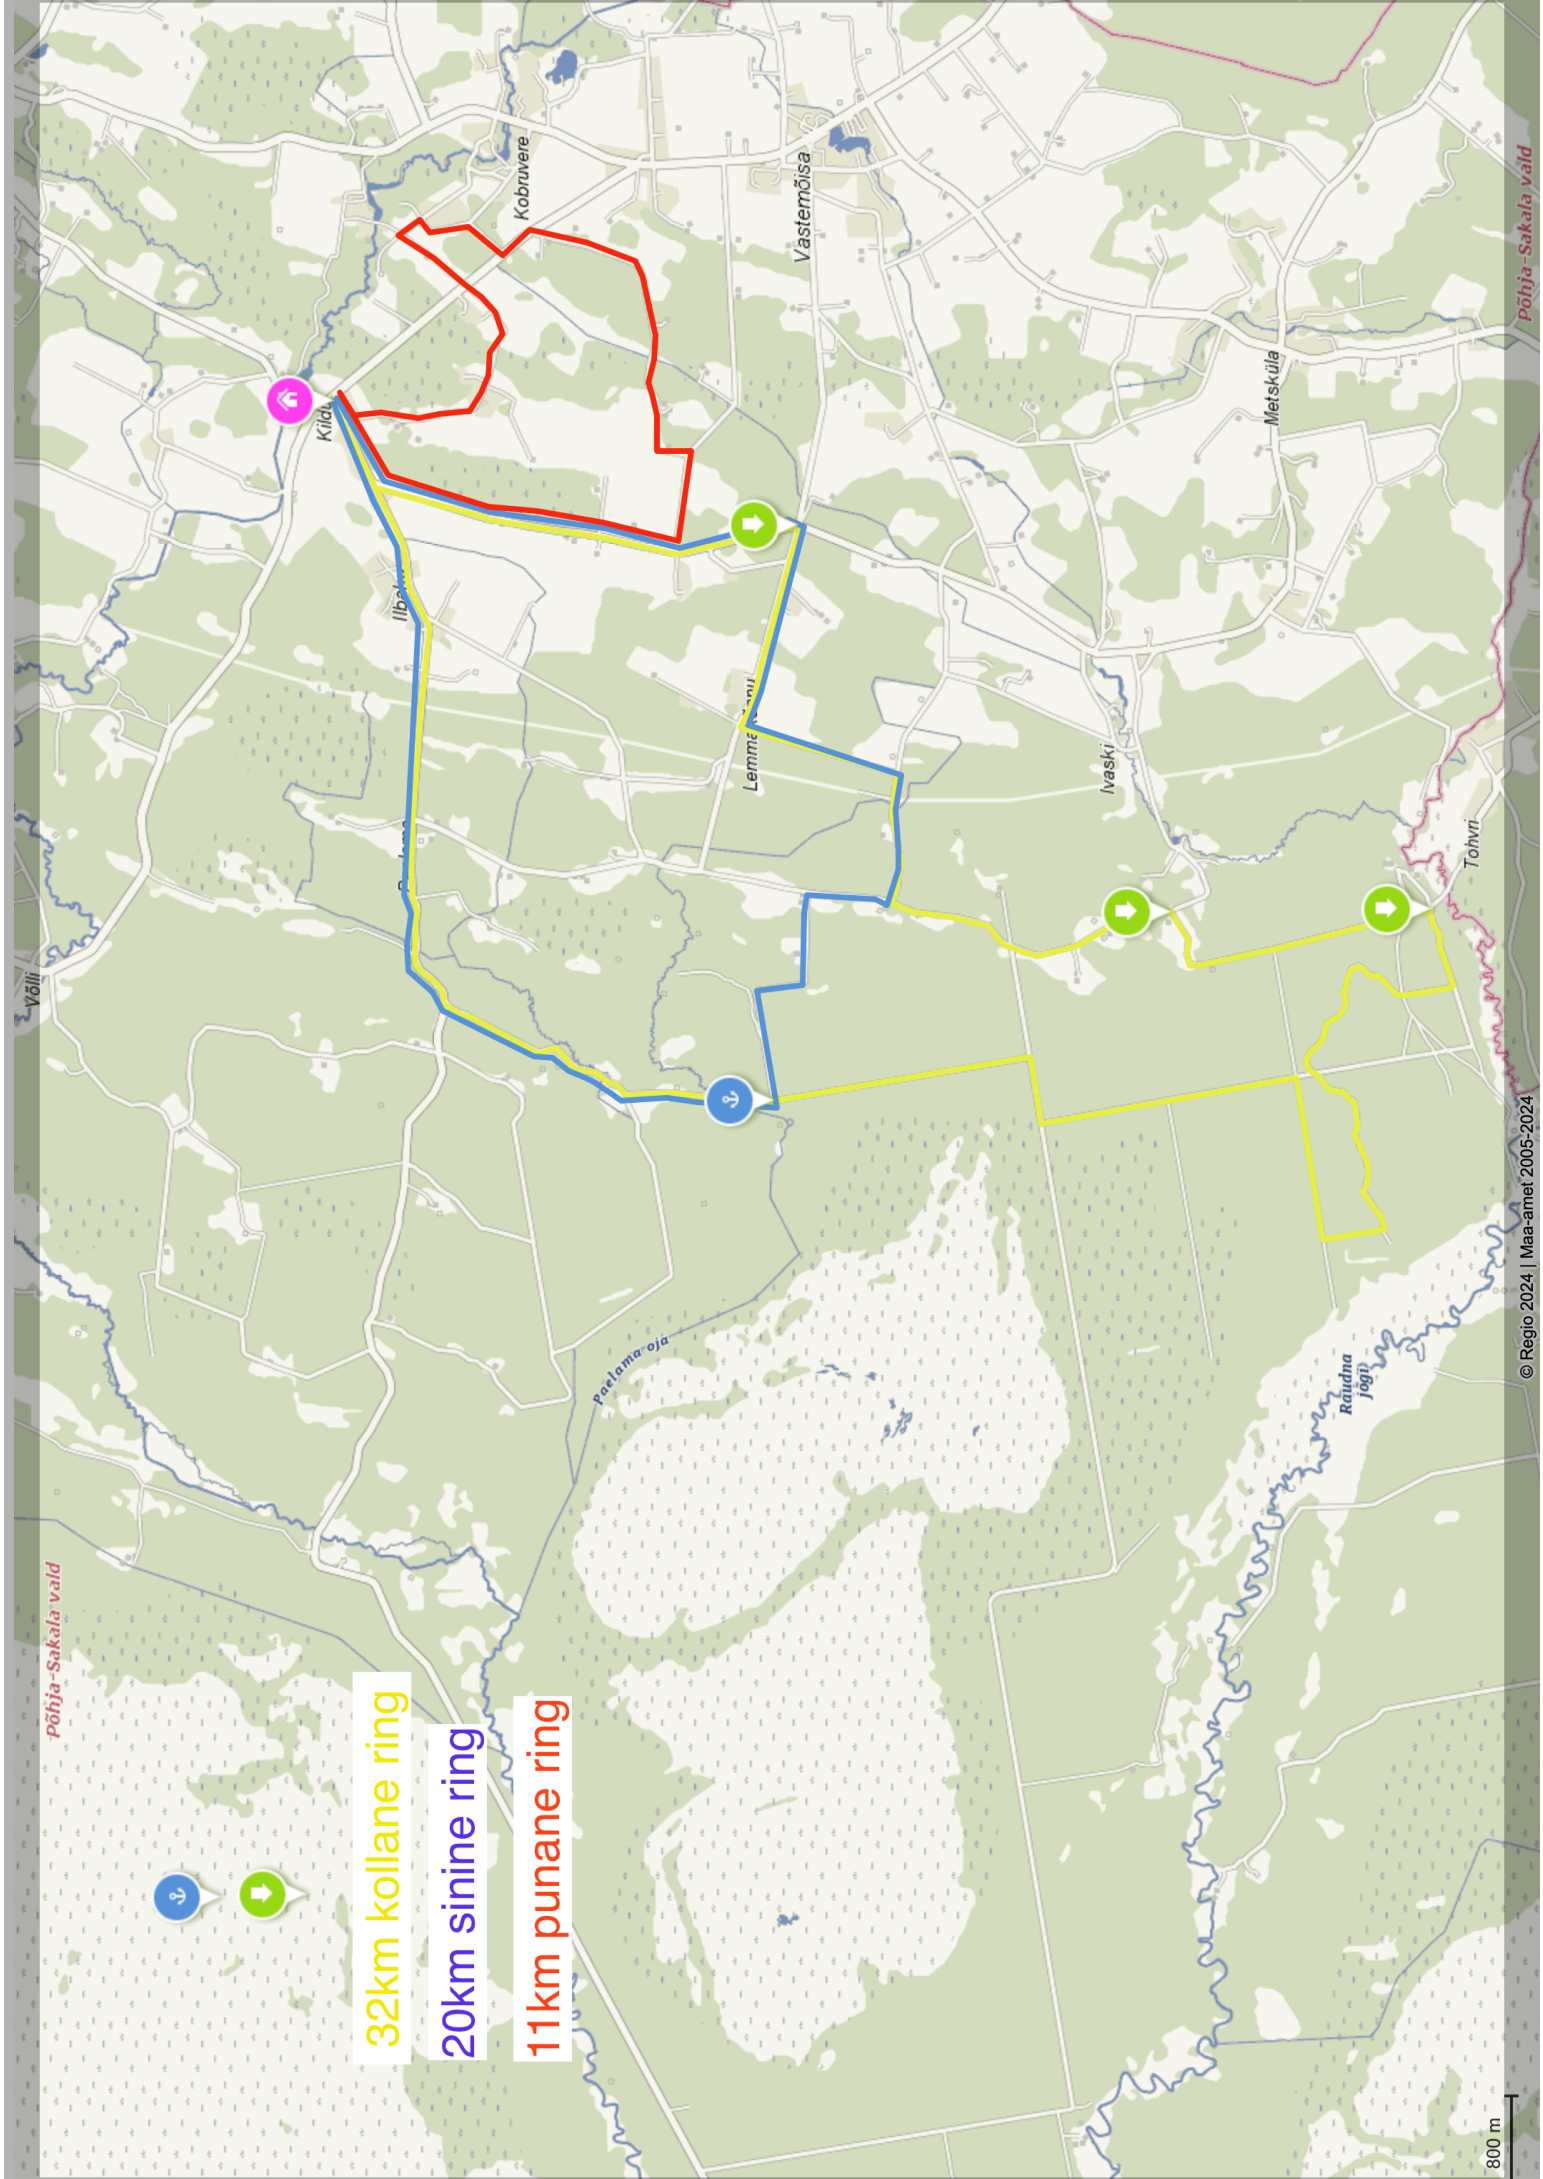 Võlli
Põhja-Sakala vald
Kildu
32km kollane ring
20km sinine ring
Kobruvere
11km punane ring
Paelama oja
Vastemõisa
Ivaski
Metsküla
Raudna
jõgi
Tohvri
800 m
© Regio 2024 | Maa-amet 2005-2024
Põhja-Sakala vald